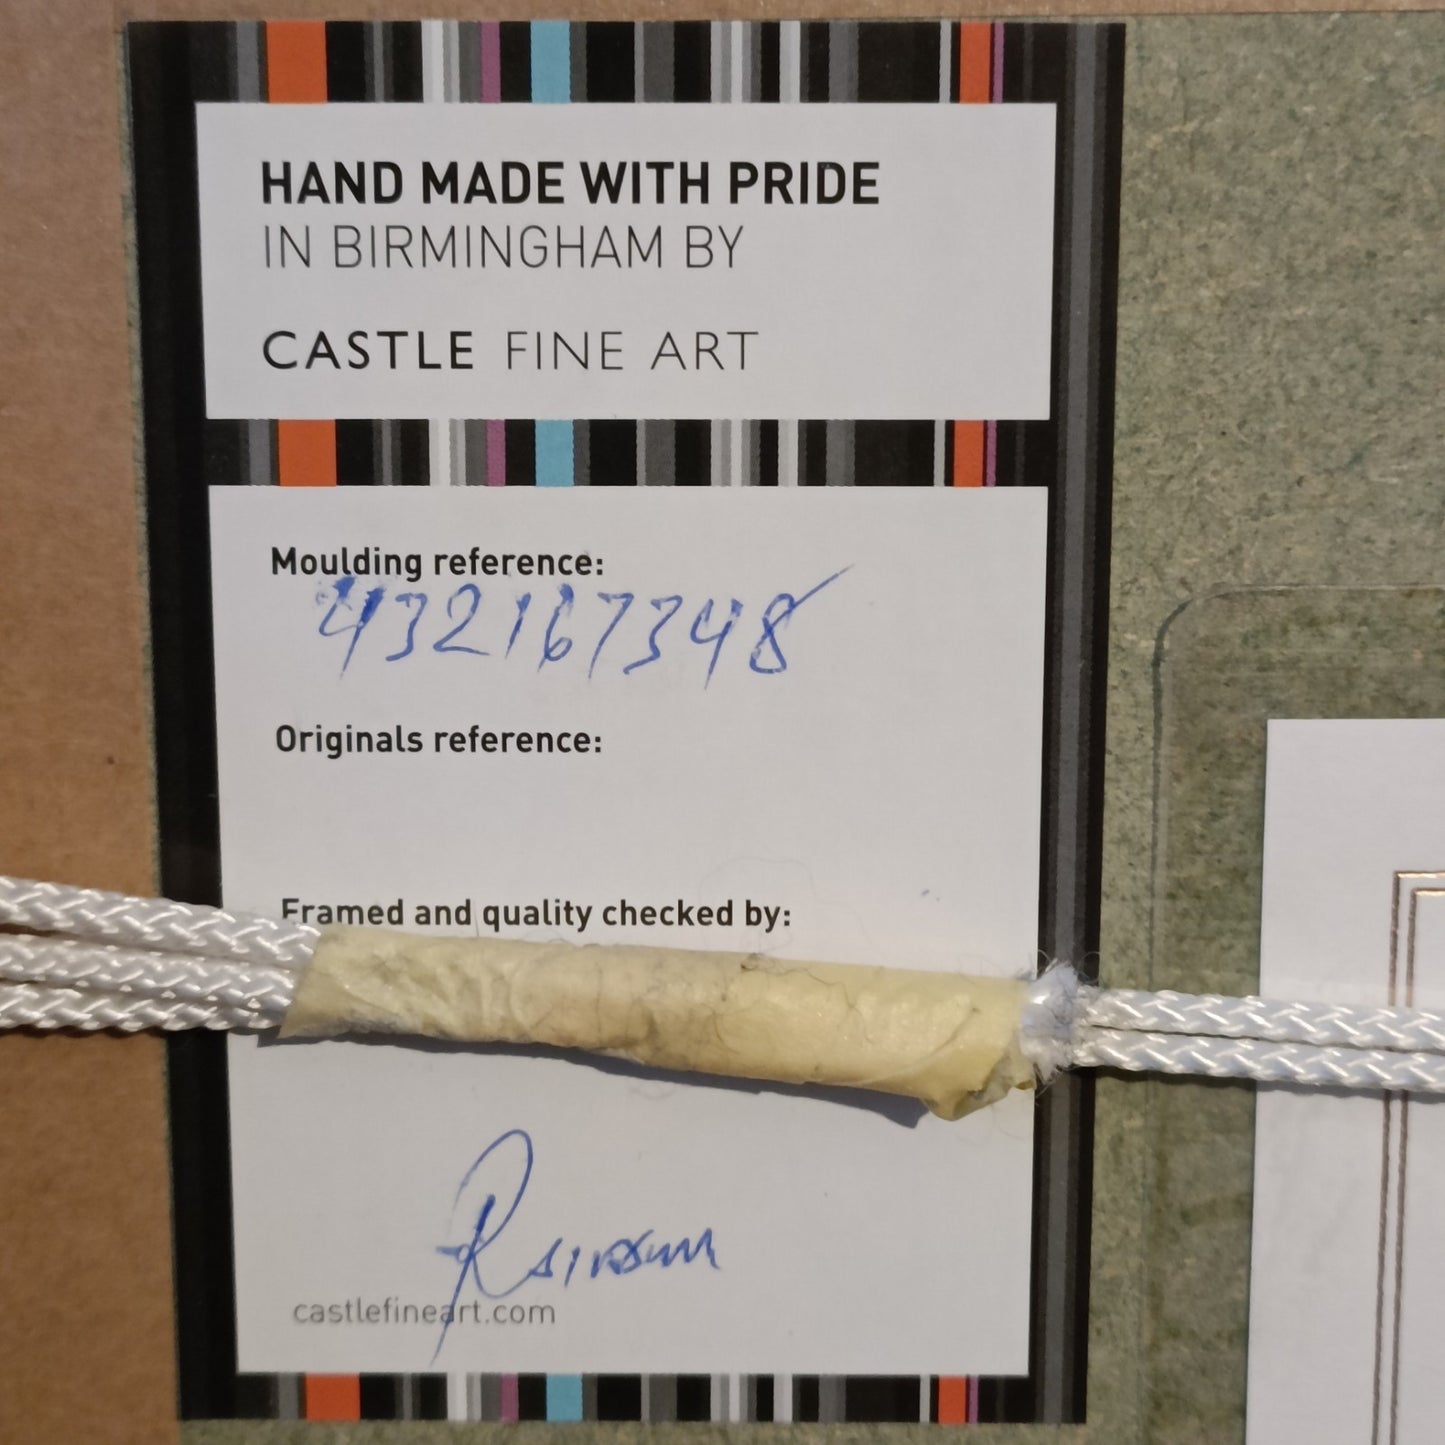 HAND MADE WITH PRIDE
IN BIRMINGHAM BY
CASTLE FINE ART
Moulding reference:
432167348
Originals reference:
Framed and quality checked by:
castlefineart.com